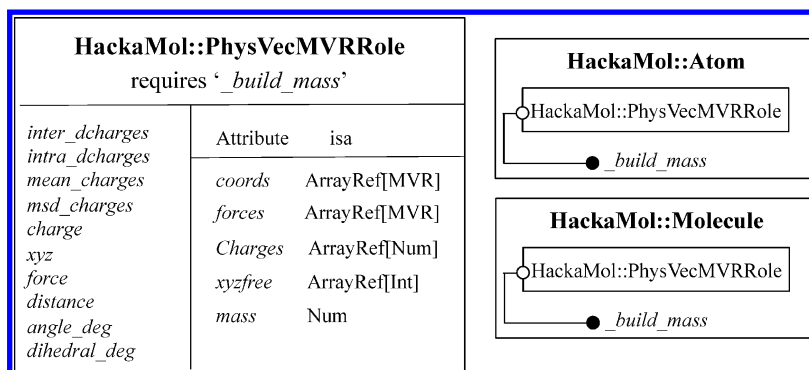 HackaMol::PhysVecMVRRole
requires ‘_build_mass’
inter_dcharges
intra_dcharges
mean_charges
msd_charges
charge
xyz
force
distance
angle_deg
dihedral_deg
Attribute isa
coords ArrayRef[MVR]
forces ArrayRef[MVR]
Charges ArrayRef[Num]
xyzfree ArrayRef[Int]
mass Num
HackaMol::Atom
HackaMol::PhysVecMVRRole
_build_mass
HackaMol::Molecule
HackaMol::PhysVecMVRRole
_build_mass